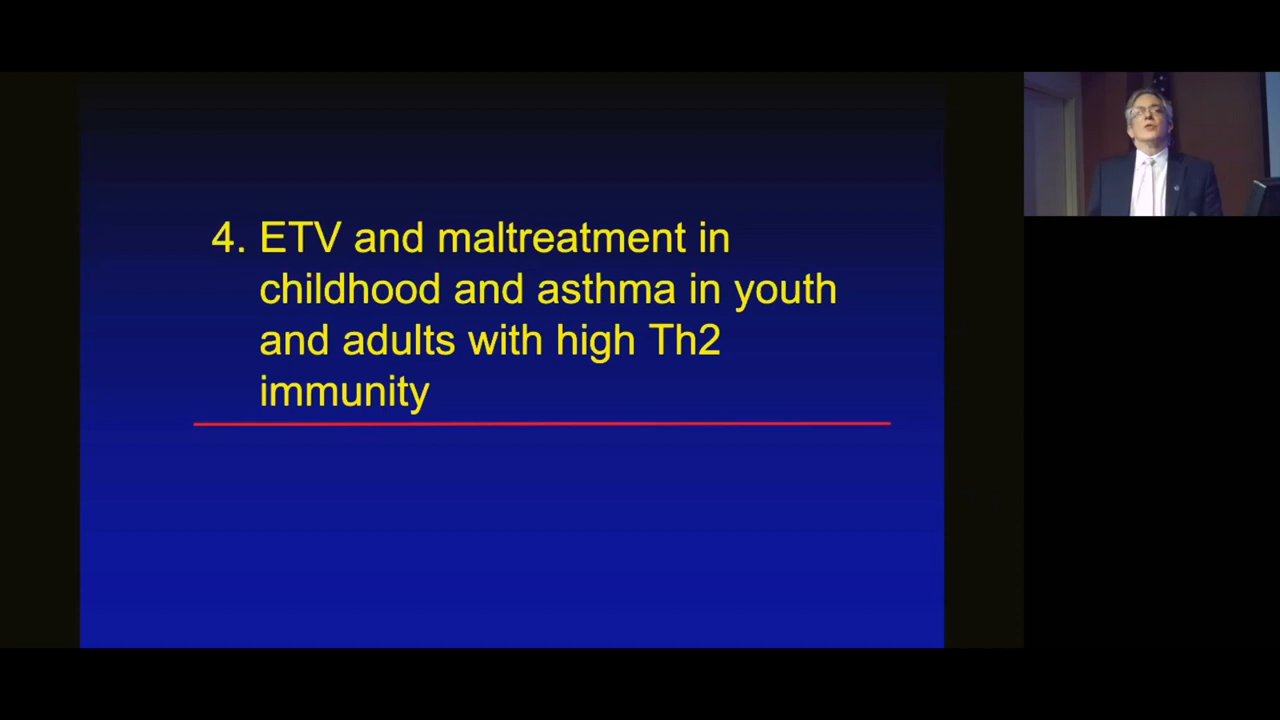 4. ETV and maltreatment in
childhood and asthma in youth
and adults with high Th2
immunity